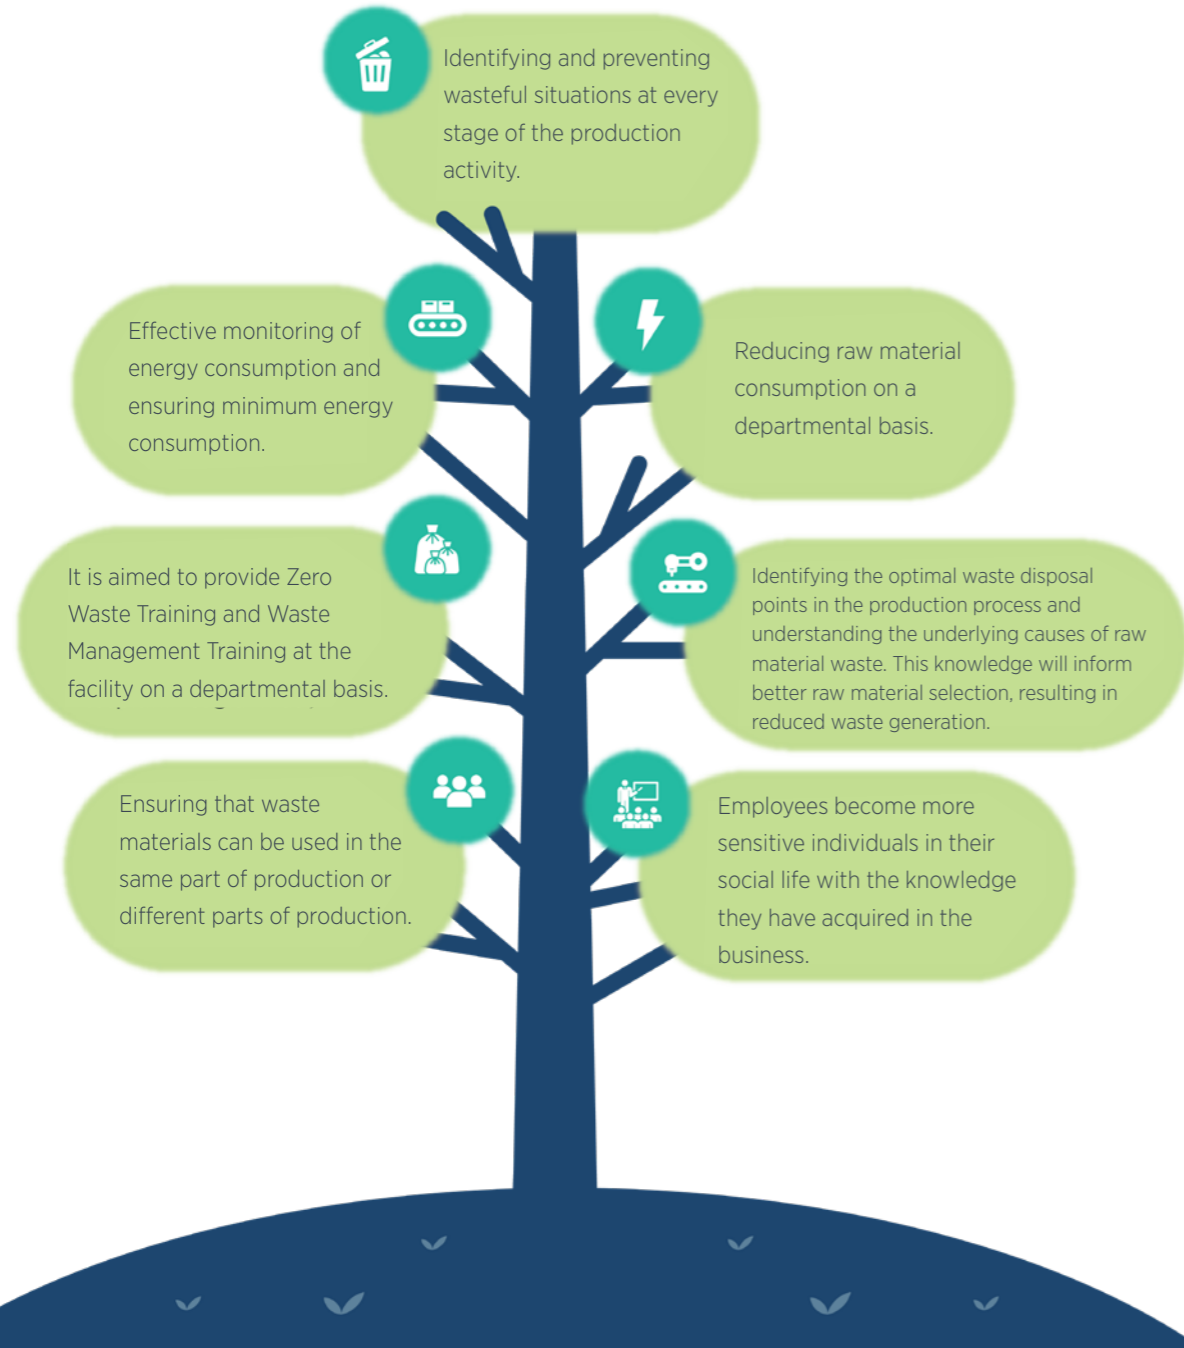 Identifying and preventing
wasteful situations at every
stage of the production
activity.
Effective monitoring of
energy consumption and
ensuring minimum energy
consumption.
Reducing raw material
consumption on a
departmental basis.
It is aimed to provide Zero
Waste Training and Waste
Management Training at the
facility on a departmental basis.
Identifying the optimal waste disposal
points in the production process and
understanding the underlying causes of raw
material waste. This knowledge will inform
better raw material selection, resulting in
reduced waste generation.
Ensuring that waste
materials can be used in the
same part of production or
different parts of production.
Employees become more
sensitive individuals in their
social life with the knowledge
they have acquired in the
business.